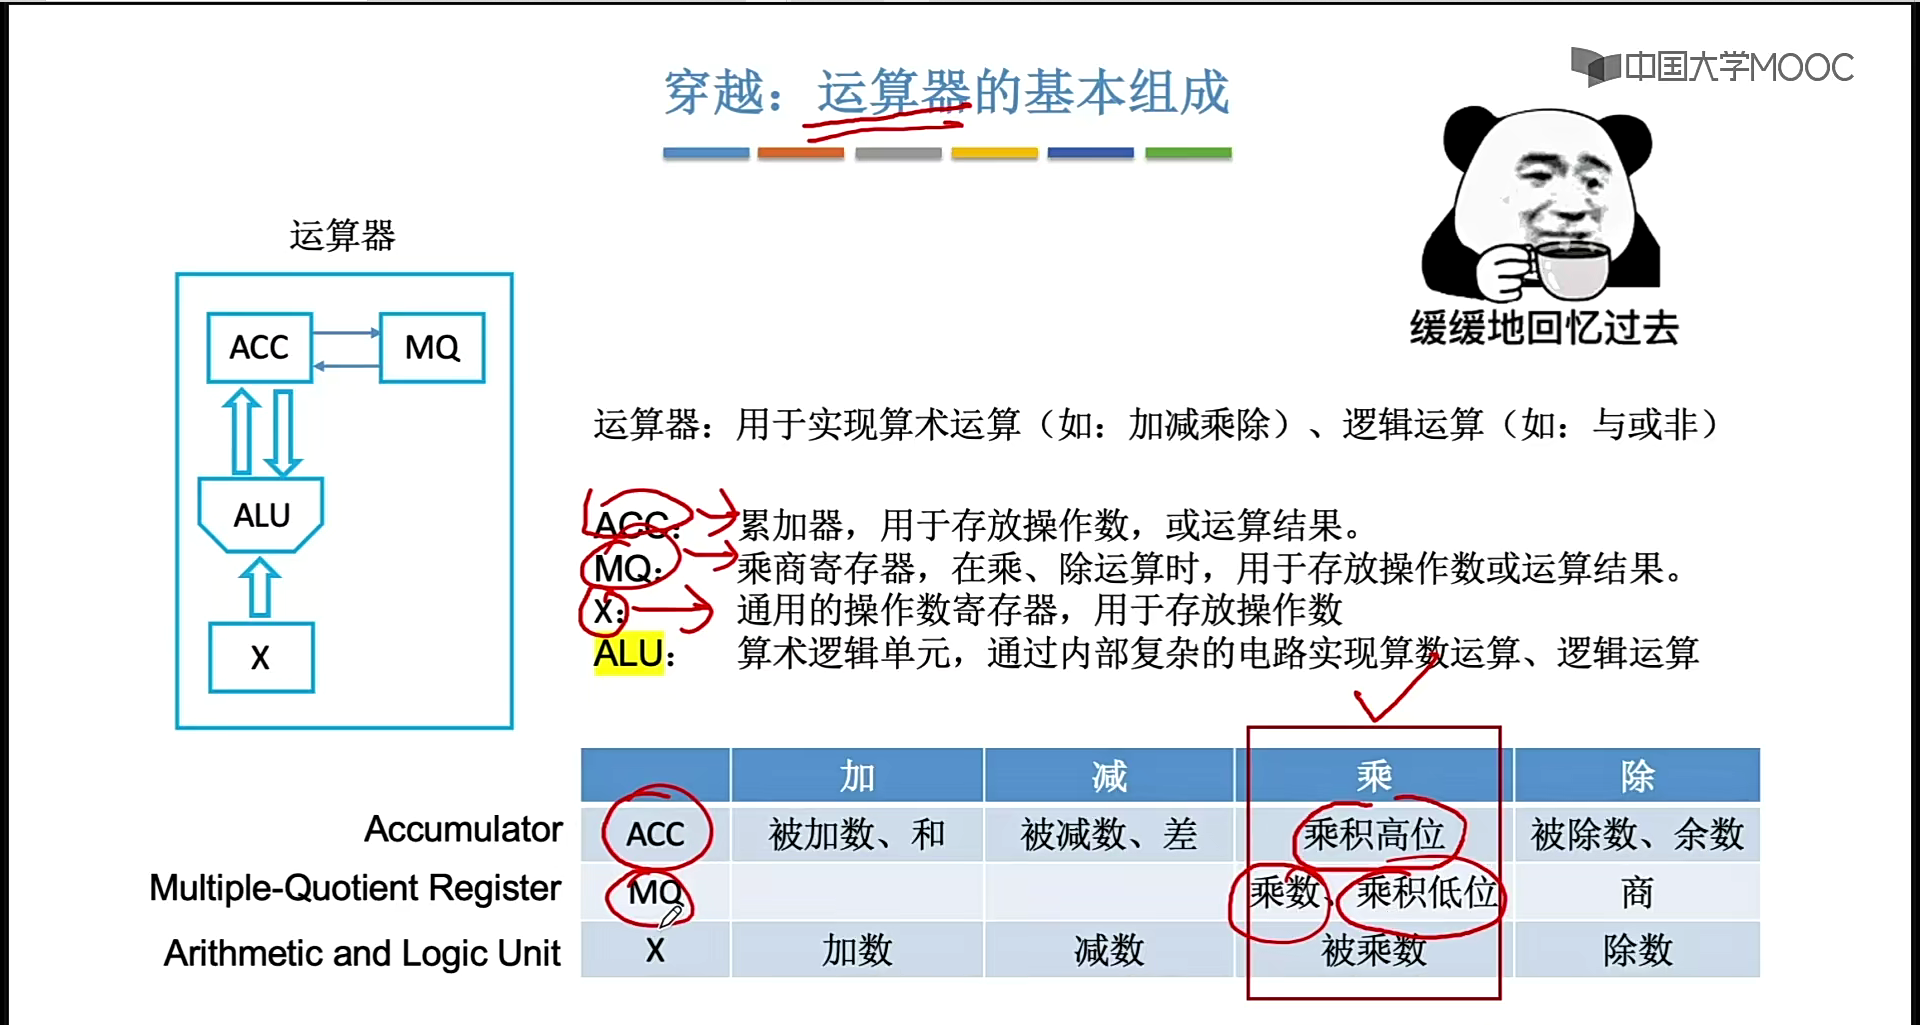 中国大学MOOC
穿越：运算器的基本组成
缓缓地回忆过去
运算器
ACC
MQ
ALU
X
运算器：用于实现算术运算（如：加减乘除）、逻辑运算（如：与或非）
ACC： 累加器，用于存放操作数，或运算结果。
MQ： 乘商寄存器，在乘、除运算时，用于存放操作数或运算结果。
X： 通用的操作数寄存器，用于存放操作数
ALU： 算术逻辑单元，通过内部复杂的电路实现算数运算、逻辑运算
加 减 乘 除
Accumulator ACC 被加数、和 被减数、差 乘积高位 被除数、余数
Multiple-Quotient Register MQ 乘数、乘积低位 商
Arithmetic and Logic Unit X 加数 减数 被乘数 除数